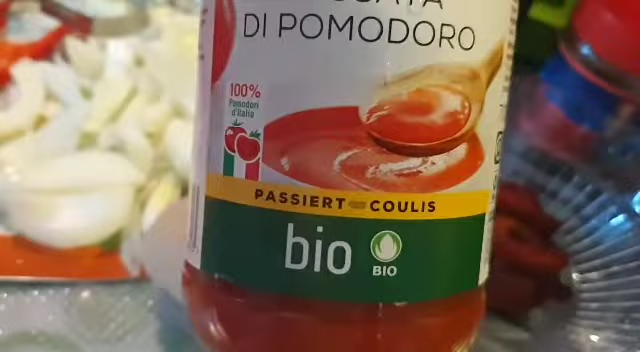 DI POMODORO
100%
Pomodori
d'Italia
PASSIERT COULIS
bio
BIO